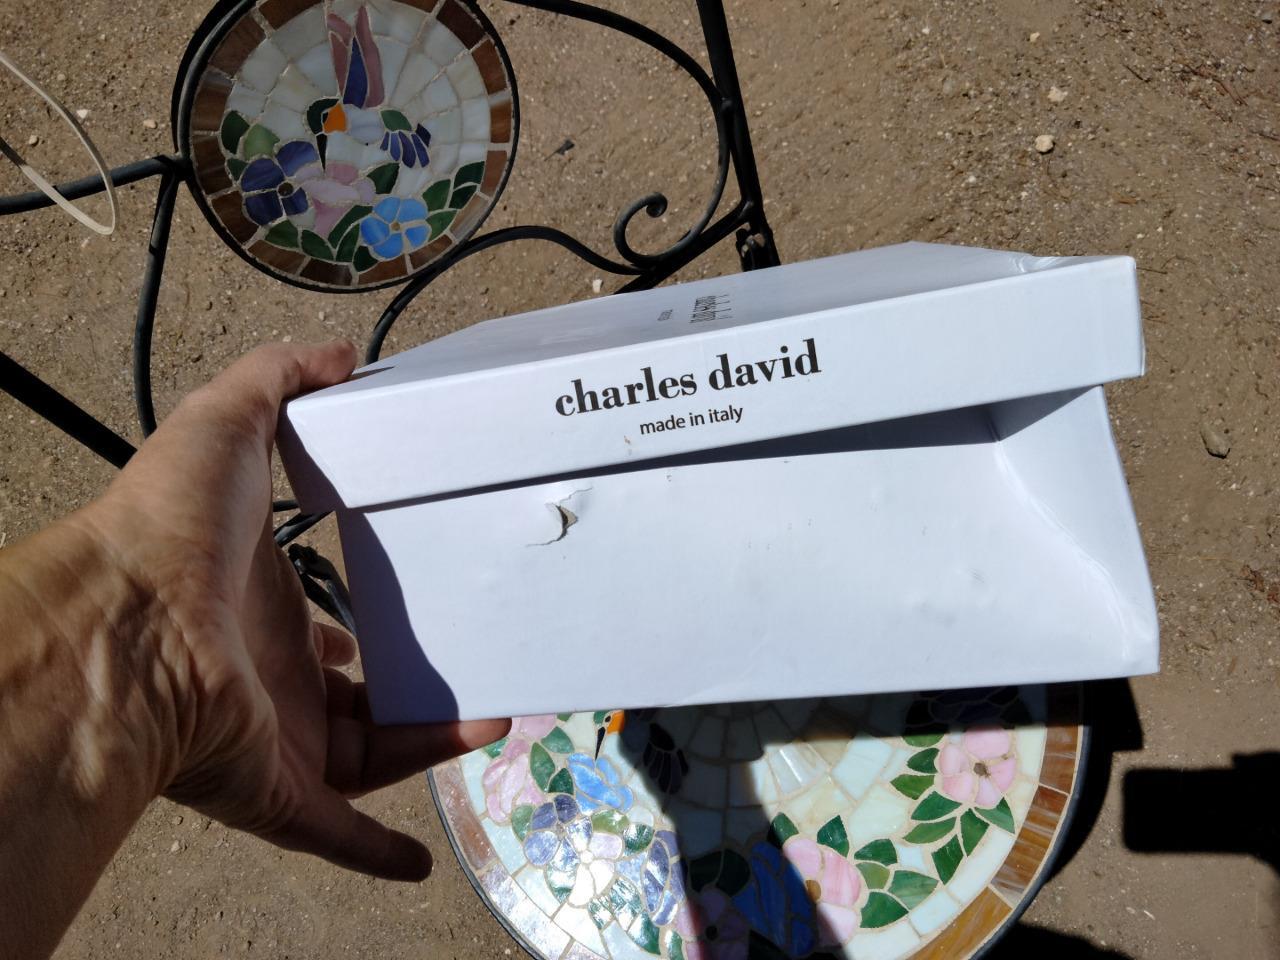 charles david
made in italy